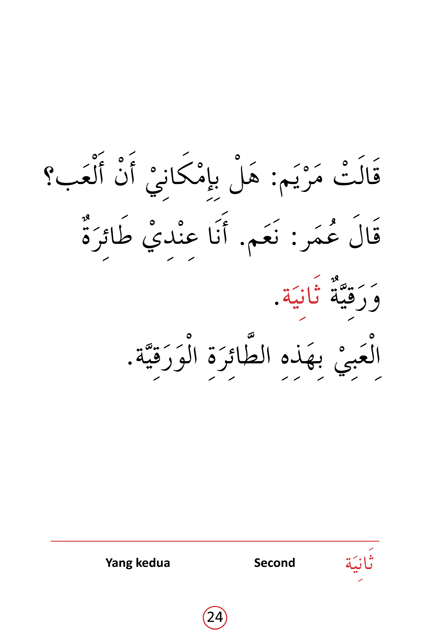 قَالَتْ مَرْيَم: هَلْ بِإِمْكَانِيْ أَنْ أَلْعَب؟
قَالَ عُمَر: نَعَم. أَنَا عِنْدِيْ طَائِرَةٌ
وَرَقِيَّةٌ ثَانِيَة.
اِلْعَبِيْ بِهَذِهِ الطَّائِرَةِ الْوَرَقِيَّة.
ثَانِيَة Second Yang kedua
24